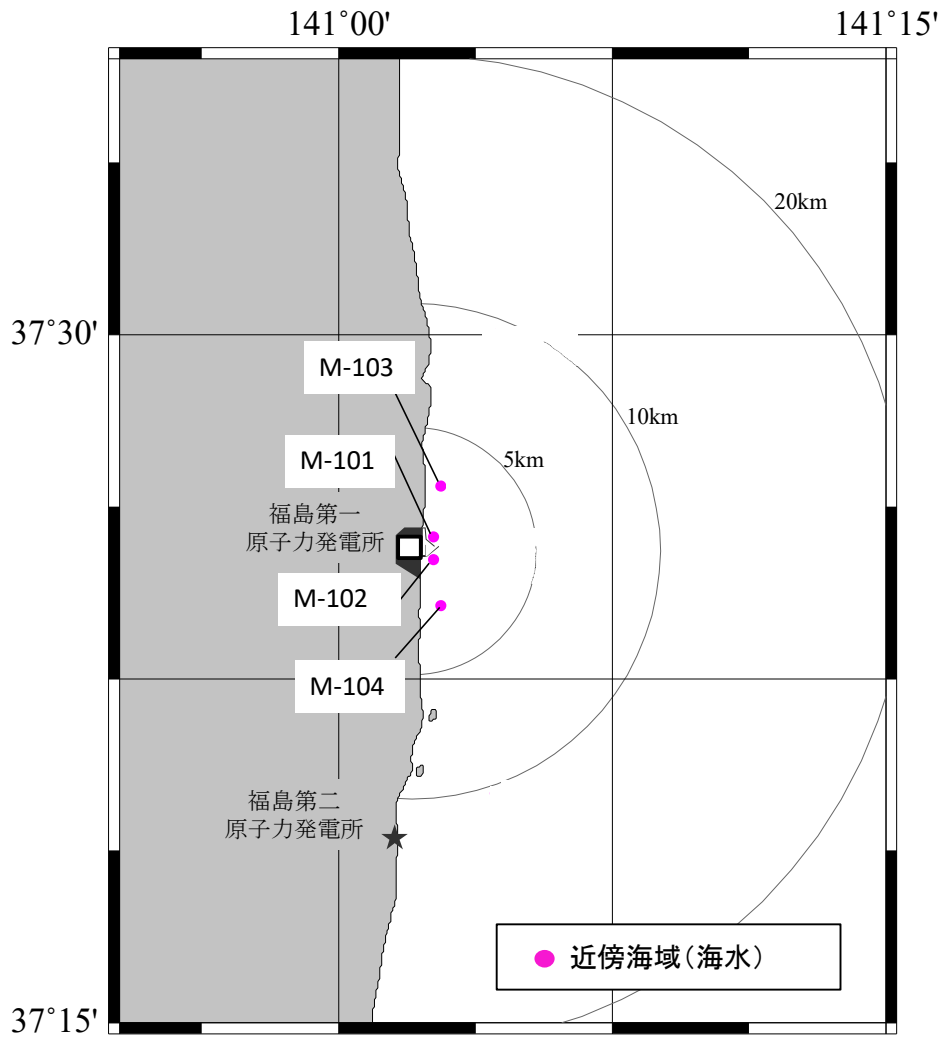 141°00'
141°15'
20km
37°30'
M-103
10km
M-101
5km
福島第一
原子力発電所
M-102
M-104
福島第二
原子力発電所
近傍海域（海水）
37°15'